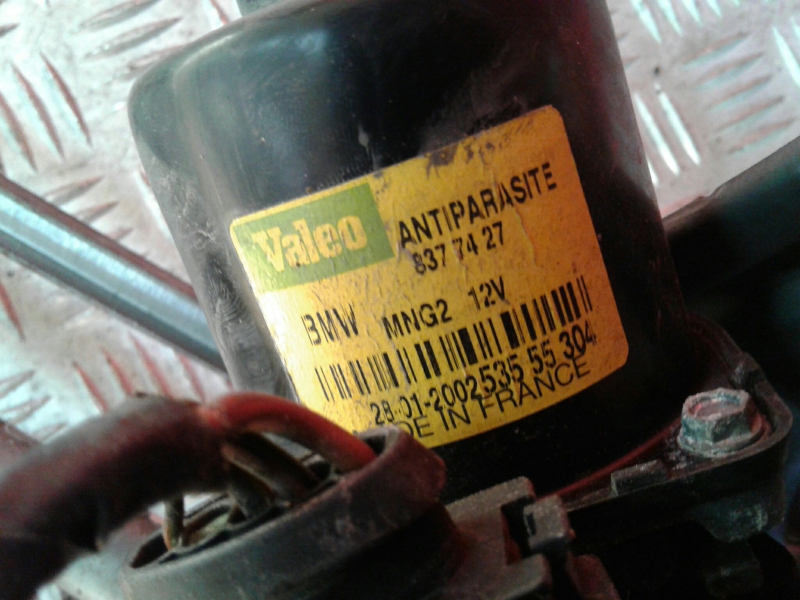 Valeo
ANTIPARASITE
837 74 27
BMW MNG2 12V
28-01-2002 535 55 304
DE IN FRANCE